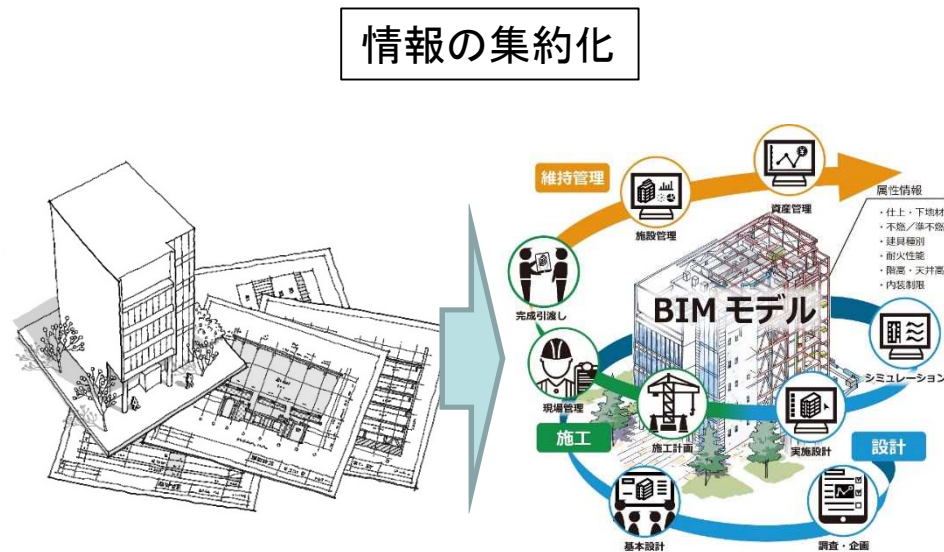 情報の集約化
維持管理
資産管理
施設管理
属性情報
・仕上・下地材
・不燃/準不燃
・建具種別
・耐火性能
・階高・天井高
・内装制限
完成引渡し
BIM モデル
シミュレーション
現場管理
施工計画
実施設計
施工
設計
基本設計
調査・企画